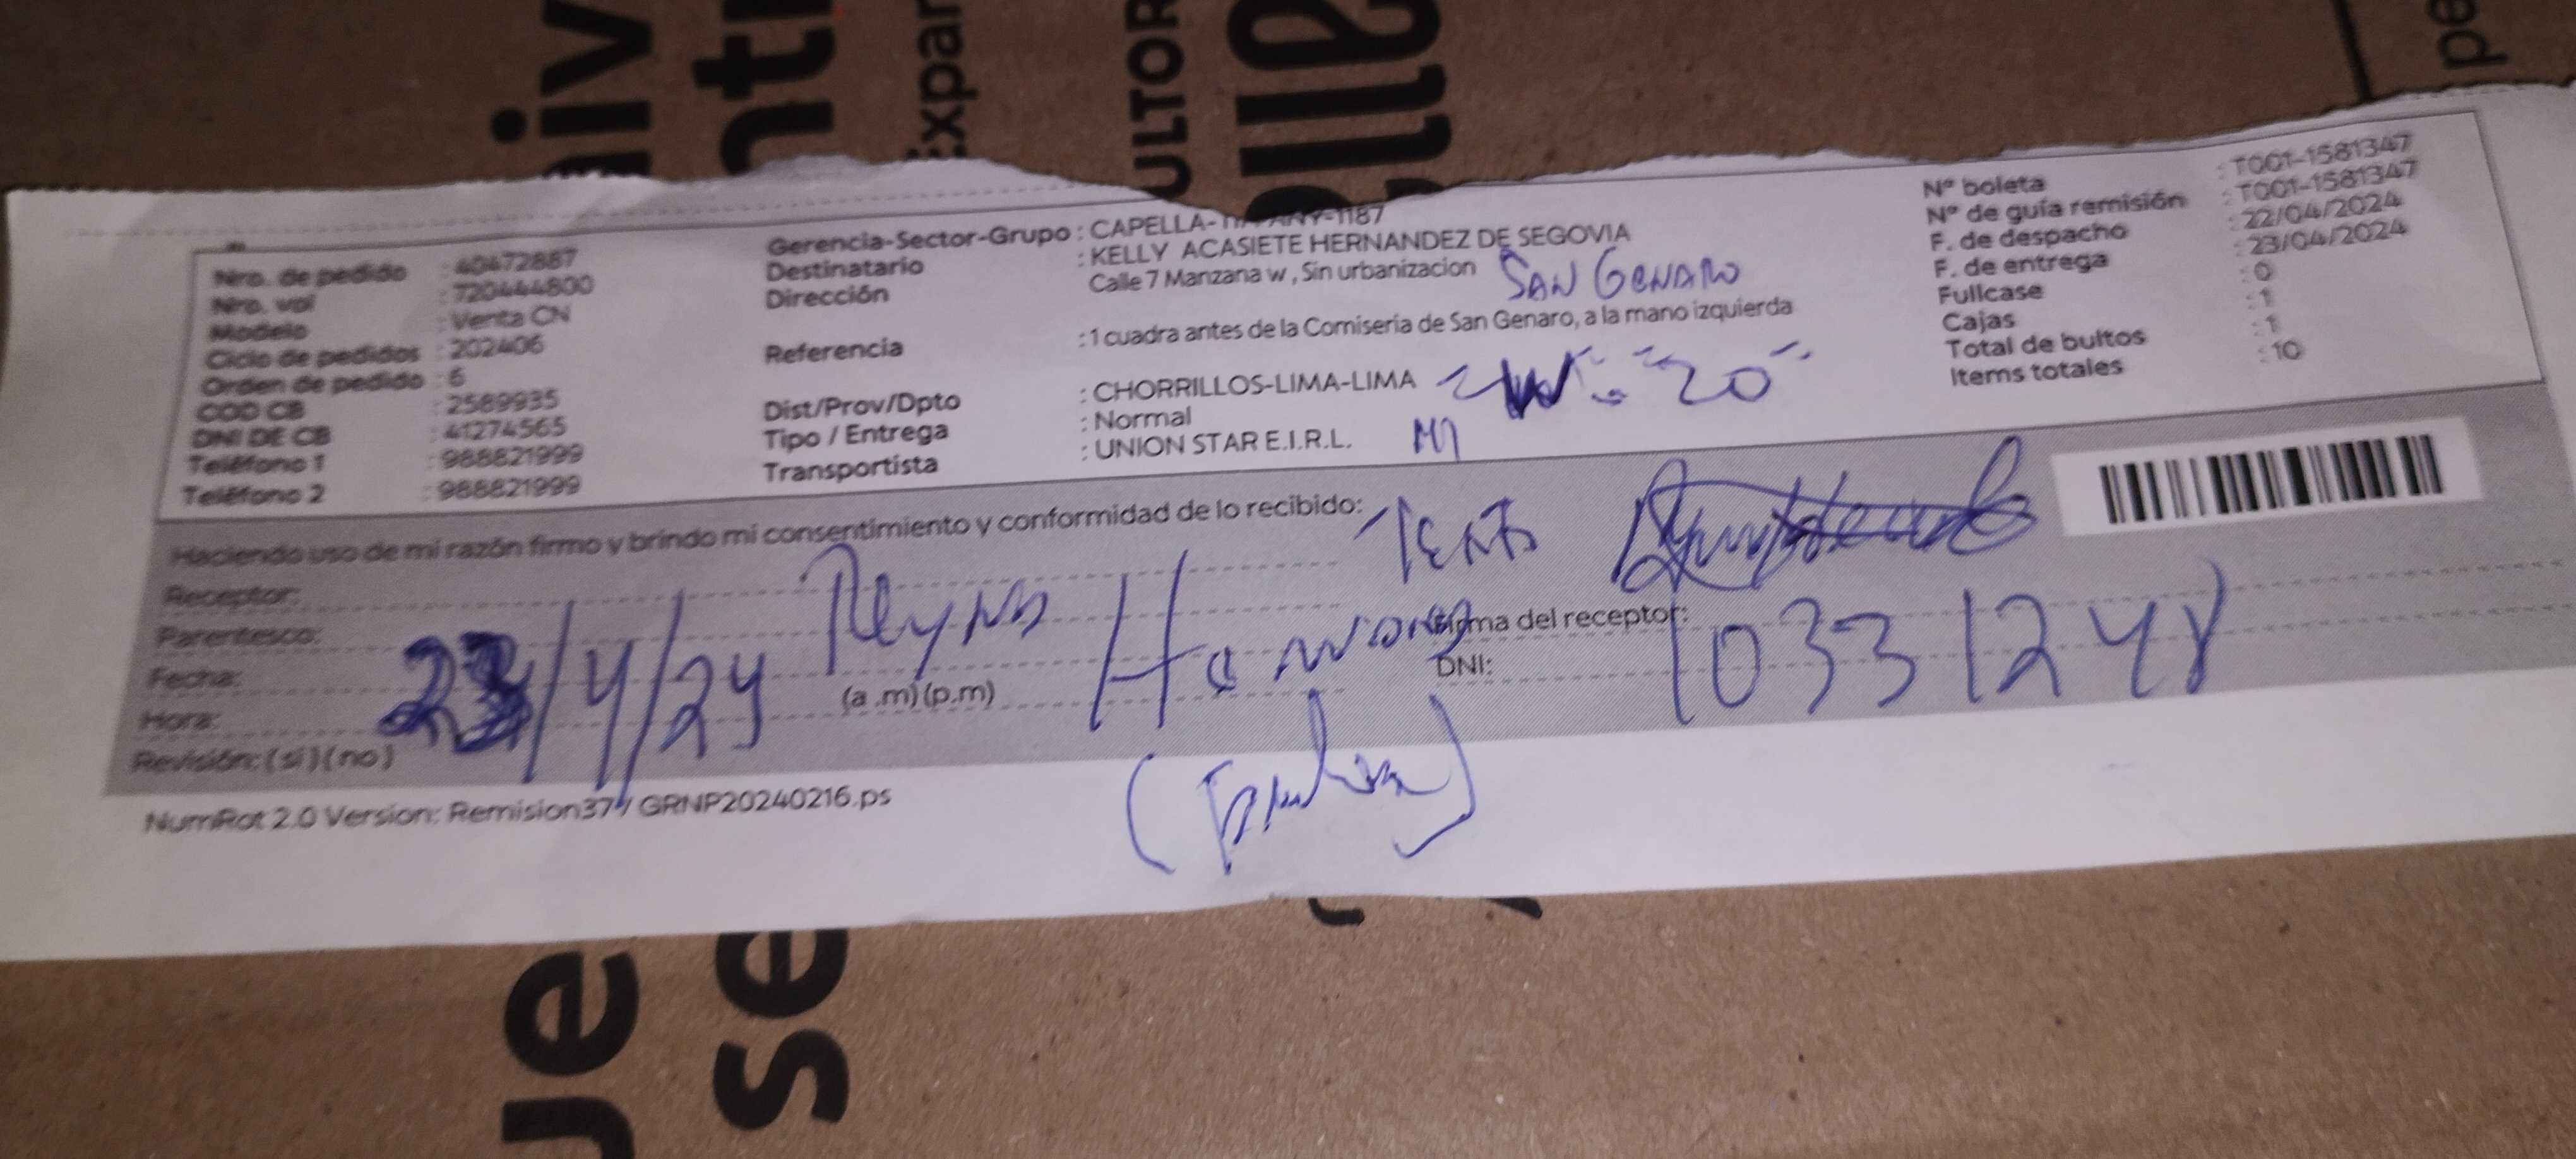 Nro. de pedido : 40472887
Nro. vol : 720444800
Modelo : Venta CN
Ciclo de pedidos : 202406
Orden de pedido : 6
COD CB : 2589935
DNI DE CB : 41274565
Teléfono 1 : 988821999
Teléfono 2 : 988821999
Gerencia-Sector-Grupo : CAPELLA-
Destinatario : KELLY ACASIETE HERNANDEZ DE SEGOVIA
Dirección Calle 7 Manzana w , Sin urbanizacion SAN GENARO
Referencia : 1 cuadra antes de la Comiseria de San Genaro, a la mano izquierda
Dist/Prov/Dpto : CHORRILLOS-LIMA-LIMA
Tipo / Entrega : Normal
Transportista : UNION STAR E.I.R.L.
20
N° boleta : T001-1581347
N° de guía remisión : T001-1581347
F. de despacho : 22/04/2024
F. de entrega : 23/04/2024
Fullcase : 0
Cajas : 1
Total de bultos : 1
Items totales : 10
Haciendo uso de mi razón firmo y brindo mi consentimiento y conformidad de lo recibido:
Receptor:
Parentesco:
Fecha: 23/4/24
Hora: (a .m) (p.m)
Revisión: ( si ) ( no )
Firma del receptor:
DNI: 10331248
NumRot 2.0 Version: Remision37 / GRNP20240216.ps
ULTOR
Expan